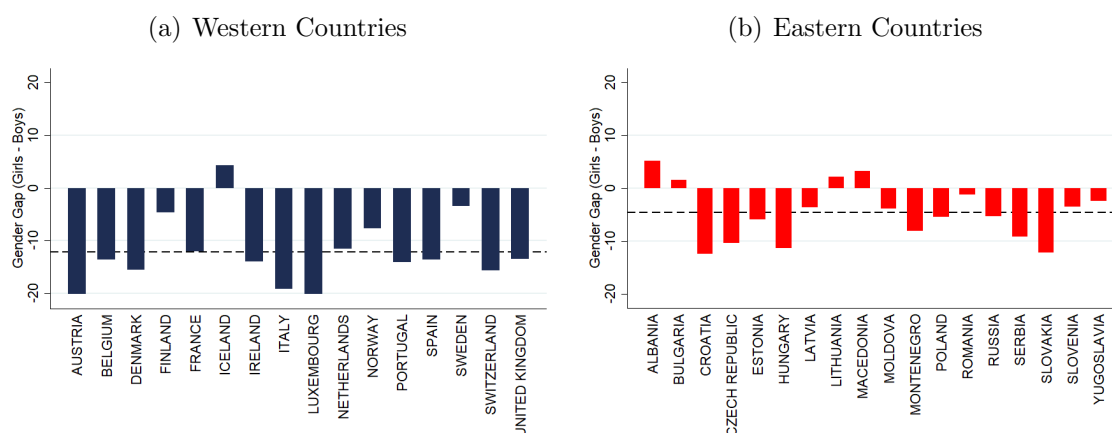 (a) Western Countries
Gender Gap (Girls - Boys)
20
10
0
-10
-20
AUSTRIA
BELGIUM
DENMARK
FINLAND
FRANCE
ICELAND
IRELAND
ITALY
LUXEMBOURG
NETHERLANDS
NORWAY
PORTUGAL
SPAIN
SWEDEN
SWITZERLAND
UNITED KINGDOM
(b) Eastern Countries
Gender Gap (Girls - Boys)
20
10
0
-10
-20
ALBANIA
BULGARIA
CROATIA
CZECH REPUBLIC
ESTONIA
HUNGARY
LATVIA
LITHUANIA
MACEDONIA
MOLDOVA
MONTENEGRO
POLAND
ROMANIA
RUSSIA
SERBIA
SLOVAKIA
SLOVENIA
YUGOSLAVIA